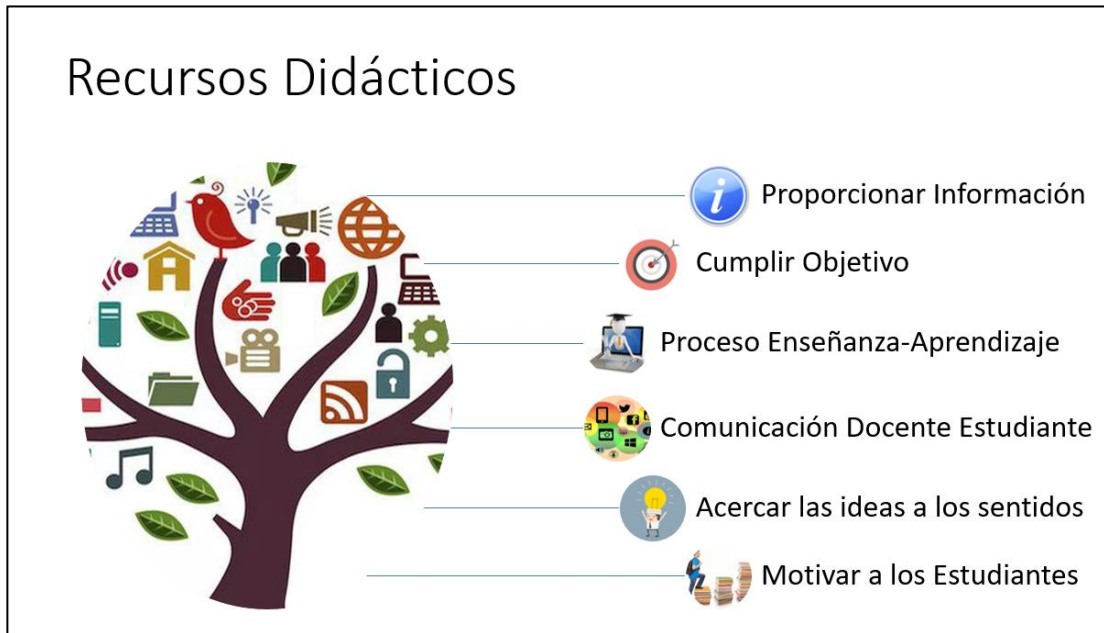 Recursos Didácticos
Proporcionar Información
Cumplir Objetivo
Proceso Enseñanza-Aprendizaje
Comunicación Docente Estudiante
Acercar las ideas a los sentidos
Motivar a los Estudiantes